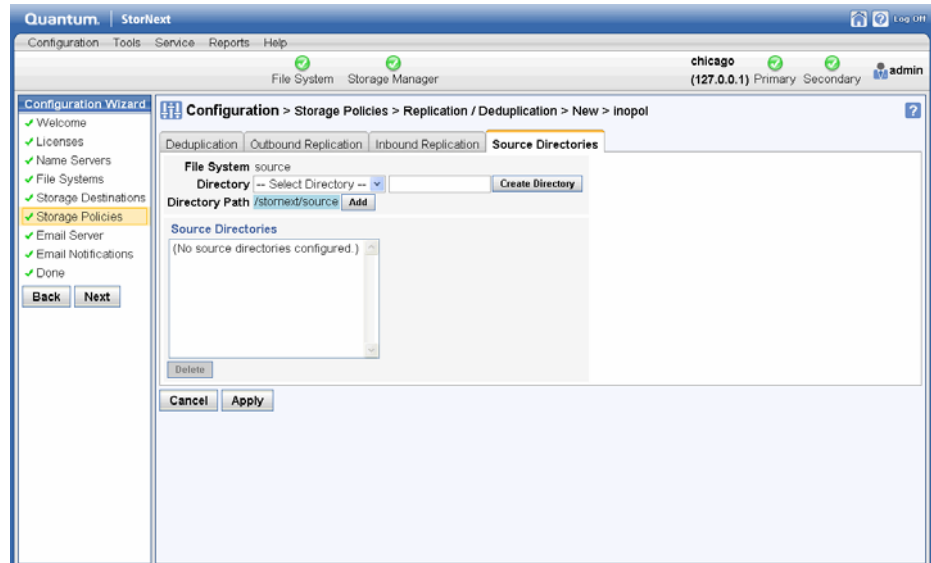 Quantum. StorNext
Log Off
Configuration Tools Service Reports Help
File System Storage Manager
chicago
(127.0.0.1) Primary Secondary
admin
Configuration Wizard
Welcome
Licenses
Name Servers
File Systems
Storage Destinations
Storage Policies
Email Server
Email Notifications
Done
Back Next
Configuration > Storage Policies > Replication / Deduplication > New > inopol
?
Deduplication Outbound Replication Inbound Replication Source Directories
File System source
Directory -- Select Directory -- Create Directory
Directory Path /stornext/source Add
Source Directories
(No source directories configured.)
Delete
Cancel Apply